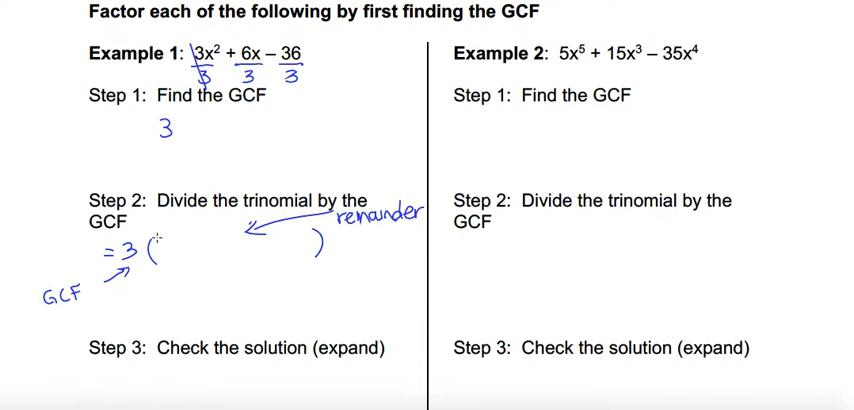 Factor each of the following by first finding the GCF
Example 1: 3x² + 6x – 36
3 3 3
Step 1: Find the GCF
3
Step 2: Divide the trinomial by the
GCF
remainder
= 3 ( )
GCF
Step 3: Check the solution (expand)
Example 2: 5x⁵ + 15x³ – 35x⁴
Step 1: Find the GCF
Step 2: Divide the trinomial by the
GCF
Step 3: Check the solution (expand)